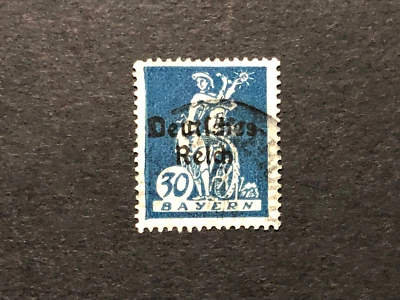 Deutsches
Reich
30
BAYERN